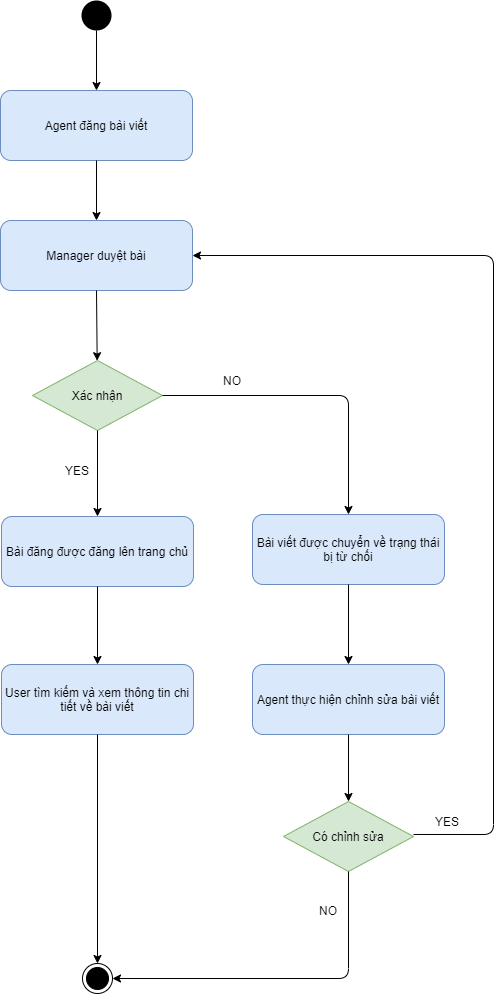 Agent đăng bài viết
Manager duyệt bài
Xác nhận
NO
YES
Bài đăng được đăng lên trang chủ
Bài viết được chuyển về trạng thái
bị từ chối
User tìm kiếm và xem thông tin chi
tiết về bài viết
Agent thực hiện chỉnh sửa bài viết
Có chỉnh sửa
YES
NO